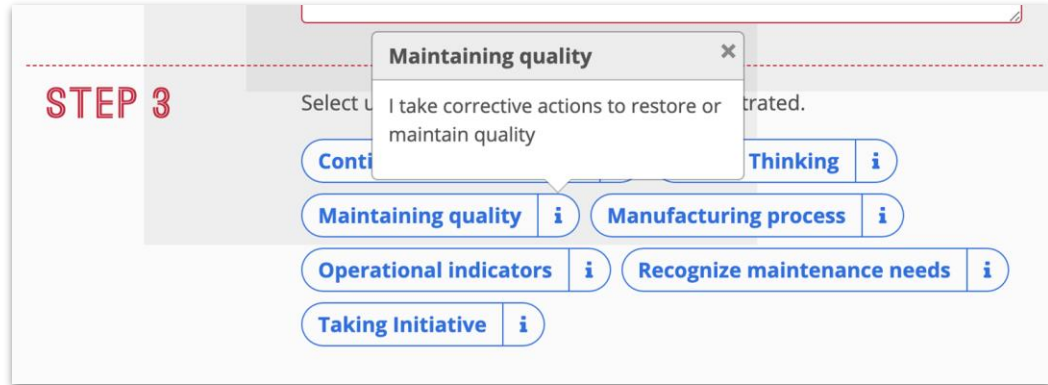 Maintaining quality ×
I take corrective actions to restore or
maintain quality
STEP 3
Select trated.
Conti Thinking i
Maintaining quality i Manufacturing process i
Operational indicators i Recognize maintenance needs i
Taking Initiative i